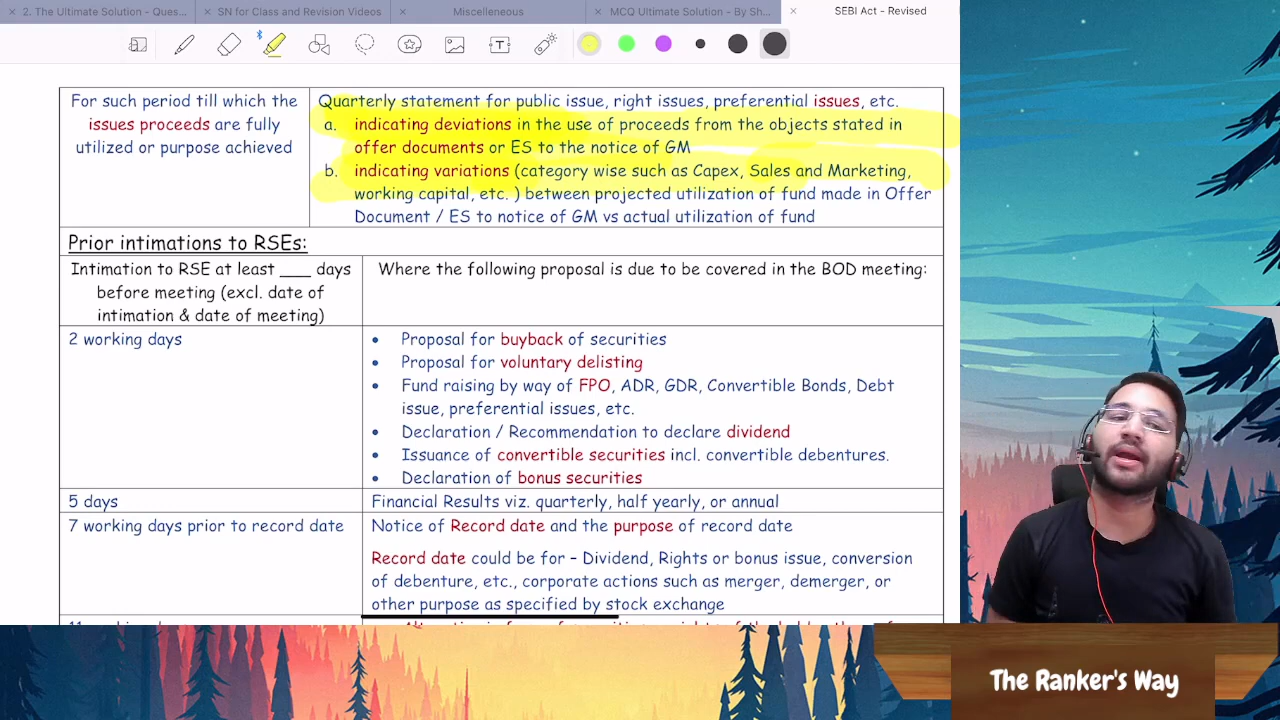 2. The Ultimate Solution - Ques...
SN for Class and Revision Videos
Miscellaneous
MCQ Ultimate Solution - By Sh...
SEBI Act - Revised
For such period till which the
issues proceeds are fully
utilized or purpose achieved
Quarterly statement for public issue, right issues, preferential issues, etc.
a. indicating deviations in the use of proceeds from the objects stated in
offer documents or ES to the notice of GM
b. indicating variations (category wise such as Capex, Sales and Marketing,
working capital, etc. ) between projected utilization of fund made in Offer
Document / ES to notice of GM vs actual utilization of fund
Prior intimations to RSEs:
Intimation to RSE at least ___ days
before meeting (excl. date of
intimation & date of meeting)
Where the following proposal is due to be covered in the BOD meeting:
2 working days
• Proposal for buyback of securities
• Proposal for voluntary delisting
• Fund raising by way of FPO, ADR, GDR, Convertible Bonds, Debt
issue, preferential issues, etc.
• Declaration / Recommendation to declare dividend
• Issuance of convertible securities incl. convertible debentures.
• Declaration of bonus securities
5 days
Financial Results viz. quarterly, half yearly, or annual
7 working days prior to record date
Notice of Record date and the purpose of record date
Record date could be for – Dividend, Rights or bonus issue, conversion
of debenture, etc., corporate actions such as merger, demerger, or
other purpose as specified by stock exchange
The Ranker's Way